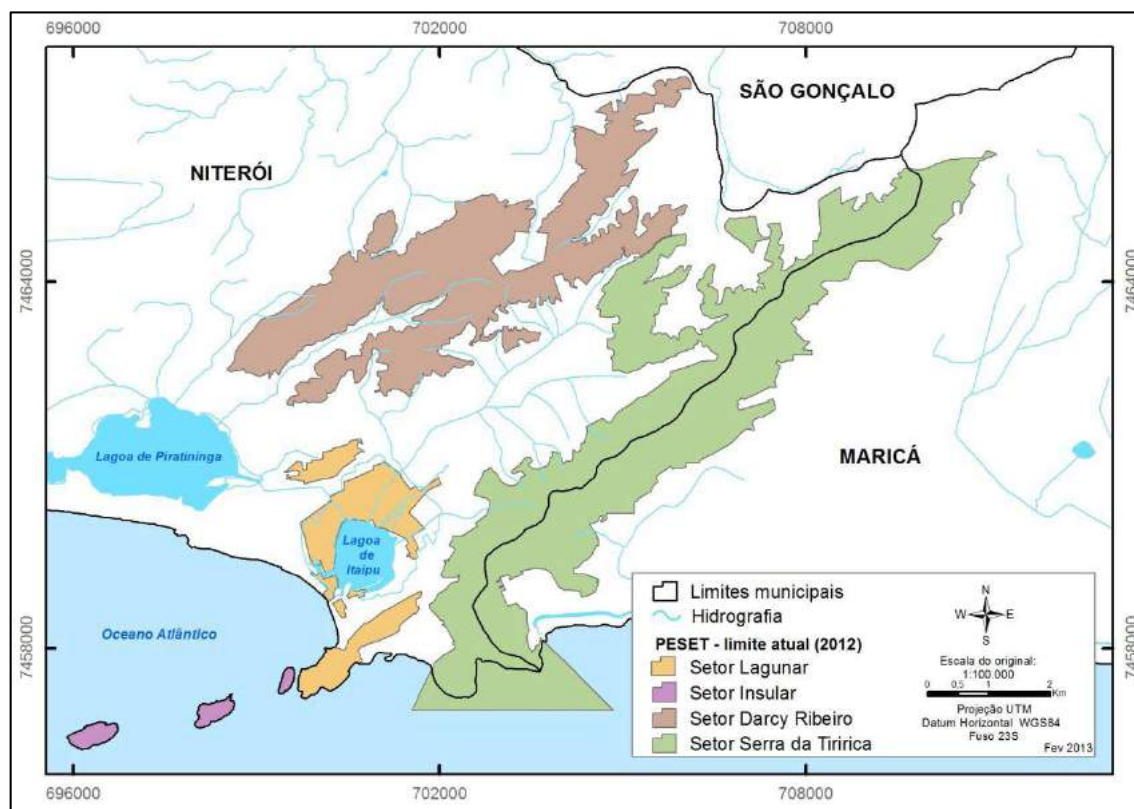 696000
702000
708000
SÃO GONÇALO
NITERÓI
7464000
7464000
Lagoa de Piratininga
MARICÁ
Lagoa
de
Itaipu
Oceano Atlântico
7458000
7458000
Limites municipais
Hidrografia
PESET - limite atual (2012)
Setor Lagunar
Setor Insular
Setor Darcy Ribeiro
Setor Serra da Tiririca
N
W E
S
Escala do original:
1:100.000
0 0,5 1 2
Km
Projeção UTM
Datum Horizontal WGS84
Fuso 23S
Fev 2013
696000
702000
708000